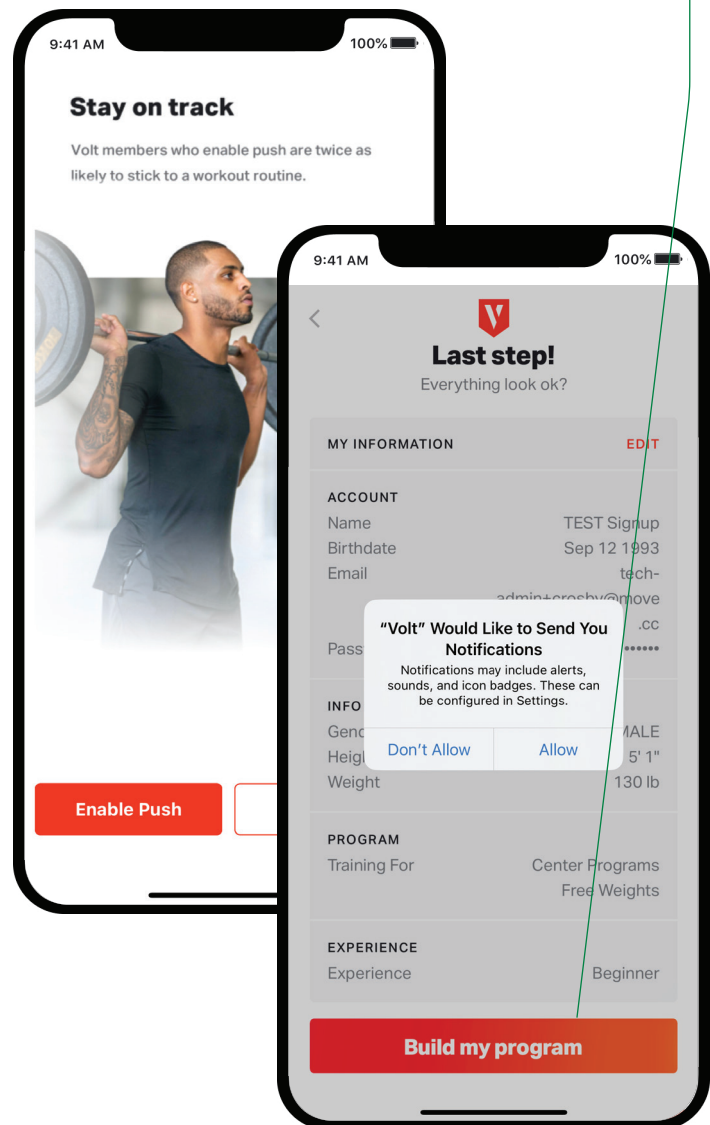 9:41 AM 100%
Stay on track
Volt members who enable push are twice as
likely to stick to a workout routine.
Enable Push
9:41 AM 100%
Last step!
Everything look ok?
MY INFORMATION EDIT
ACCOUNT
Name TEST Signup
Birthdate Sep 12 1993
Email tech-
admin+crosby@move
.cc
Pass ••••••
“Volt” Would Like to Send You
Notifications
Notifications may include alerts,
sounds, and icon badges. These can
be configured in Settings.
Don’t Allow Allow
INFO
Gend MALE
Heigh 5' 1"
Weight 130 lb
PROGRAM
Training For Center Programs
Free Weights
EXPERIENCE
Experience Beginner
Build my program